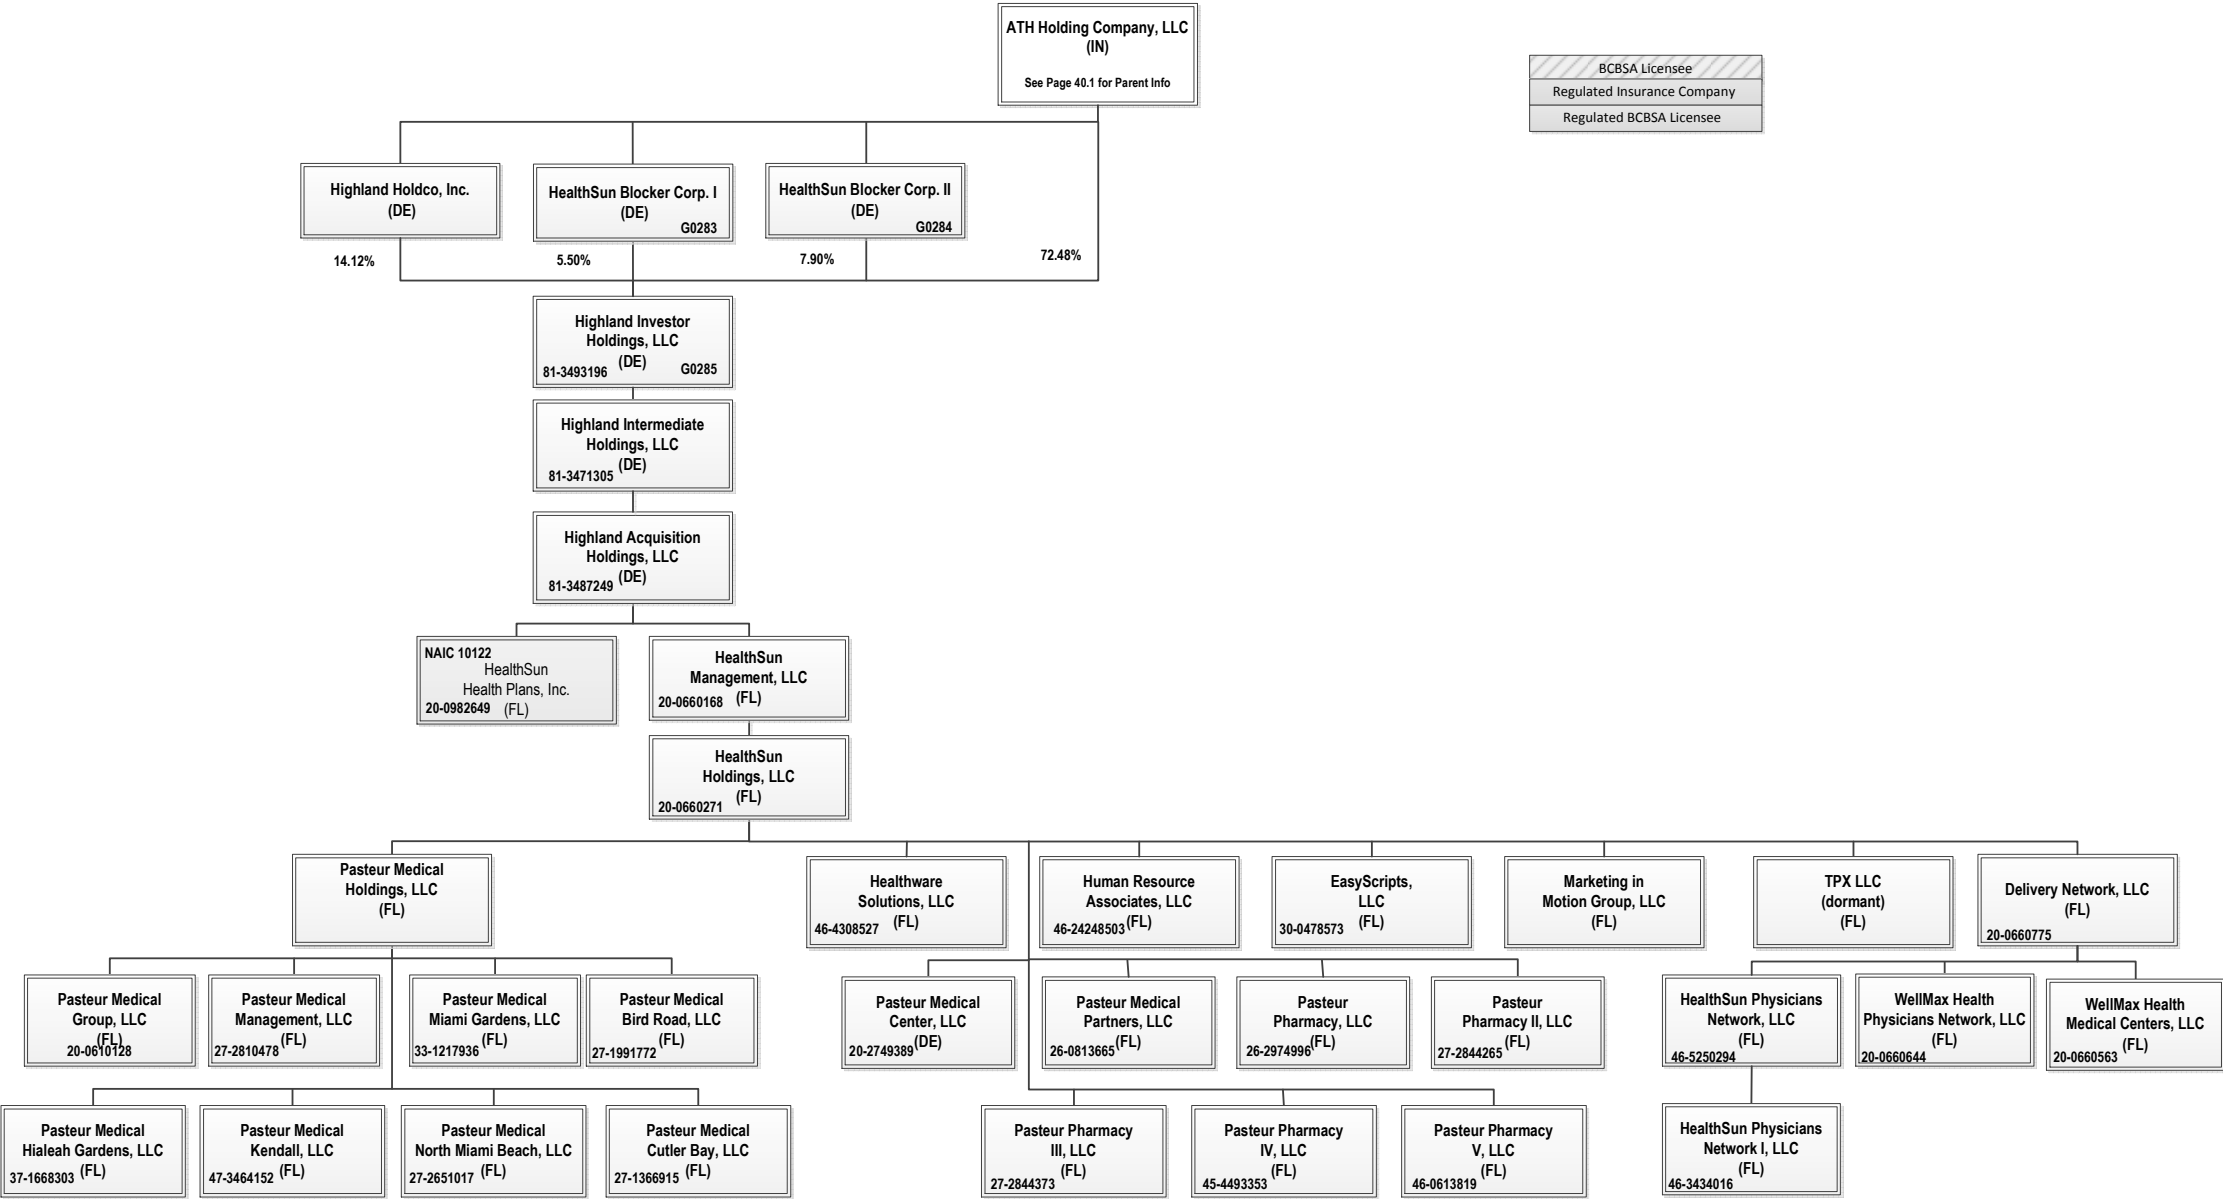 ATH Holding Company, LLC
(IN)
See Page 40.1 for Parent Info
BCBSA Licensee
Regulated Insurance Company
Regulated BCBSA Licensee
Highland Holdco, Inc.
(DE)
HealthSun Blocker Corp. I
(DE)
G0283
HealthSun Blocker Corp. II
(DE)
G0284
14.12%
5.50%
7.90%
72.48%
Highland Investor
Holdings, LLC
(DE)
81-3493196
G0285
Highland Intermediate
Holdings, LLC
(DE)
81-3471305
Highland Acquisition
Holdings, LLC
(DE)
81-3487249
NAIC 10122
HealthSun
Health Plans, Inc.
20-0982649 (FL)
HealthSun
Management, LLC
20-0660168 (FL)
HealthSun
Holdings, LLC
(FL)
20-0660271
Pasteur Medical
Holdings, LLC
(FL)
Healthware
Solutions, LLC
46-4308527 (FL)
Human Resource
Associates, LLC
46-24248503 (FL)
EasyScripts,
LLC
30-0478573 (FL)
Marketing in
Motion Group, LLC
(FL)
TPX LLC
(dormant)
(FL)
Delivery Network, LLC
(FL)
20-0660775
Pasteur Medical
Group, LLC
(FL)
20-0610128
Pasteur Medical
Management, LLC
(FL)
27-2810478
Pasteur Medical
Miami Gardens, LLC
(FL)
33-1217936
Pasteur Medical
Bird Road, LLC
(FL)
27-1991772
Pasteur Medical
Center, LLC
20-2749389 (DE)
Pasteur Medical
Partners, LLC
26-0813665 (FL)
Pasteur
Pharmacy, LLC
26-2974996 (FL)
Pasteur
Pharmacy II, LLC
27-2844265 (FL)
HealthSun Physicians
Network, LLC
(FL)
46-5250294
WellMax Health
Physicians Network, LLC
(FL)
20-0660644
WellMax Health
Medical Centers, LLC
(FL)
20-0660563
Pasteur Medical
Hialeah Gardens, LLC
37-1668303 (FL)
Pasteur Medical
Kendall, LLC
47-3464152 (FL)
Pasteur Medical
North Miami Beach, LLC
27-2651017 (FL)
Pasteur Medical
Cutler Bay, LLC
27-1366915 (FL)
Pasteur Pharmacy
III, LLC
(FL)
27-2844373
Pasteur Pharmacy
IV, LLC
(FL)
45-4493353
Pasteur Pharmacy
V, LLC
(FL)
46-0613819
HealthSun Physicians
Network I, LLC
(FL)
46-3434016